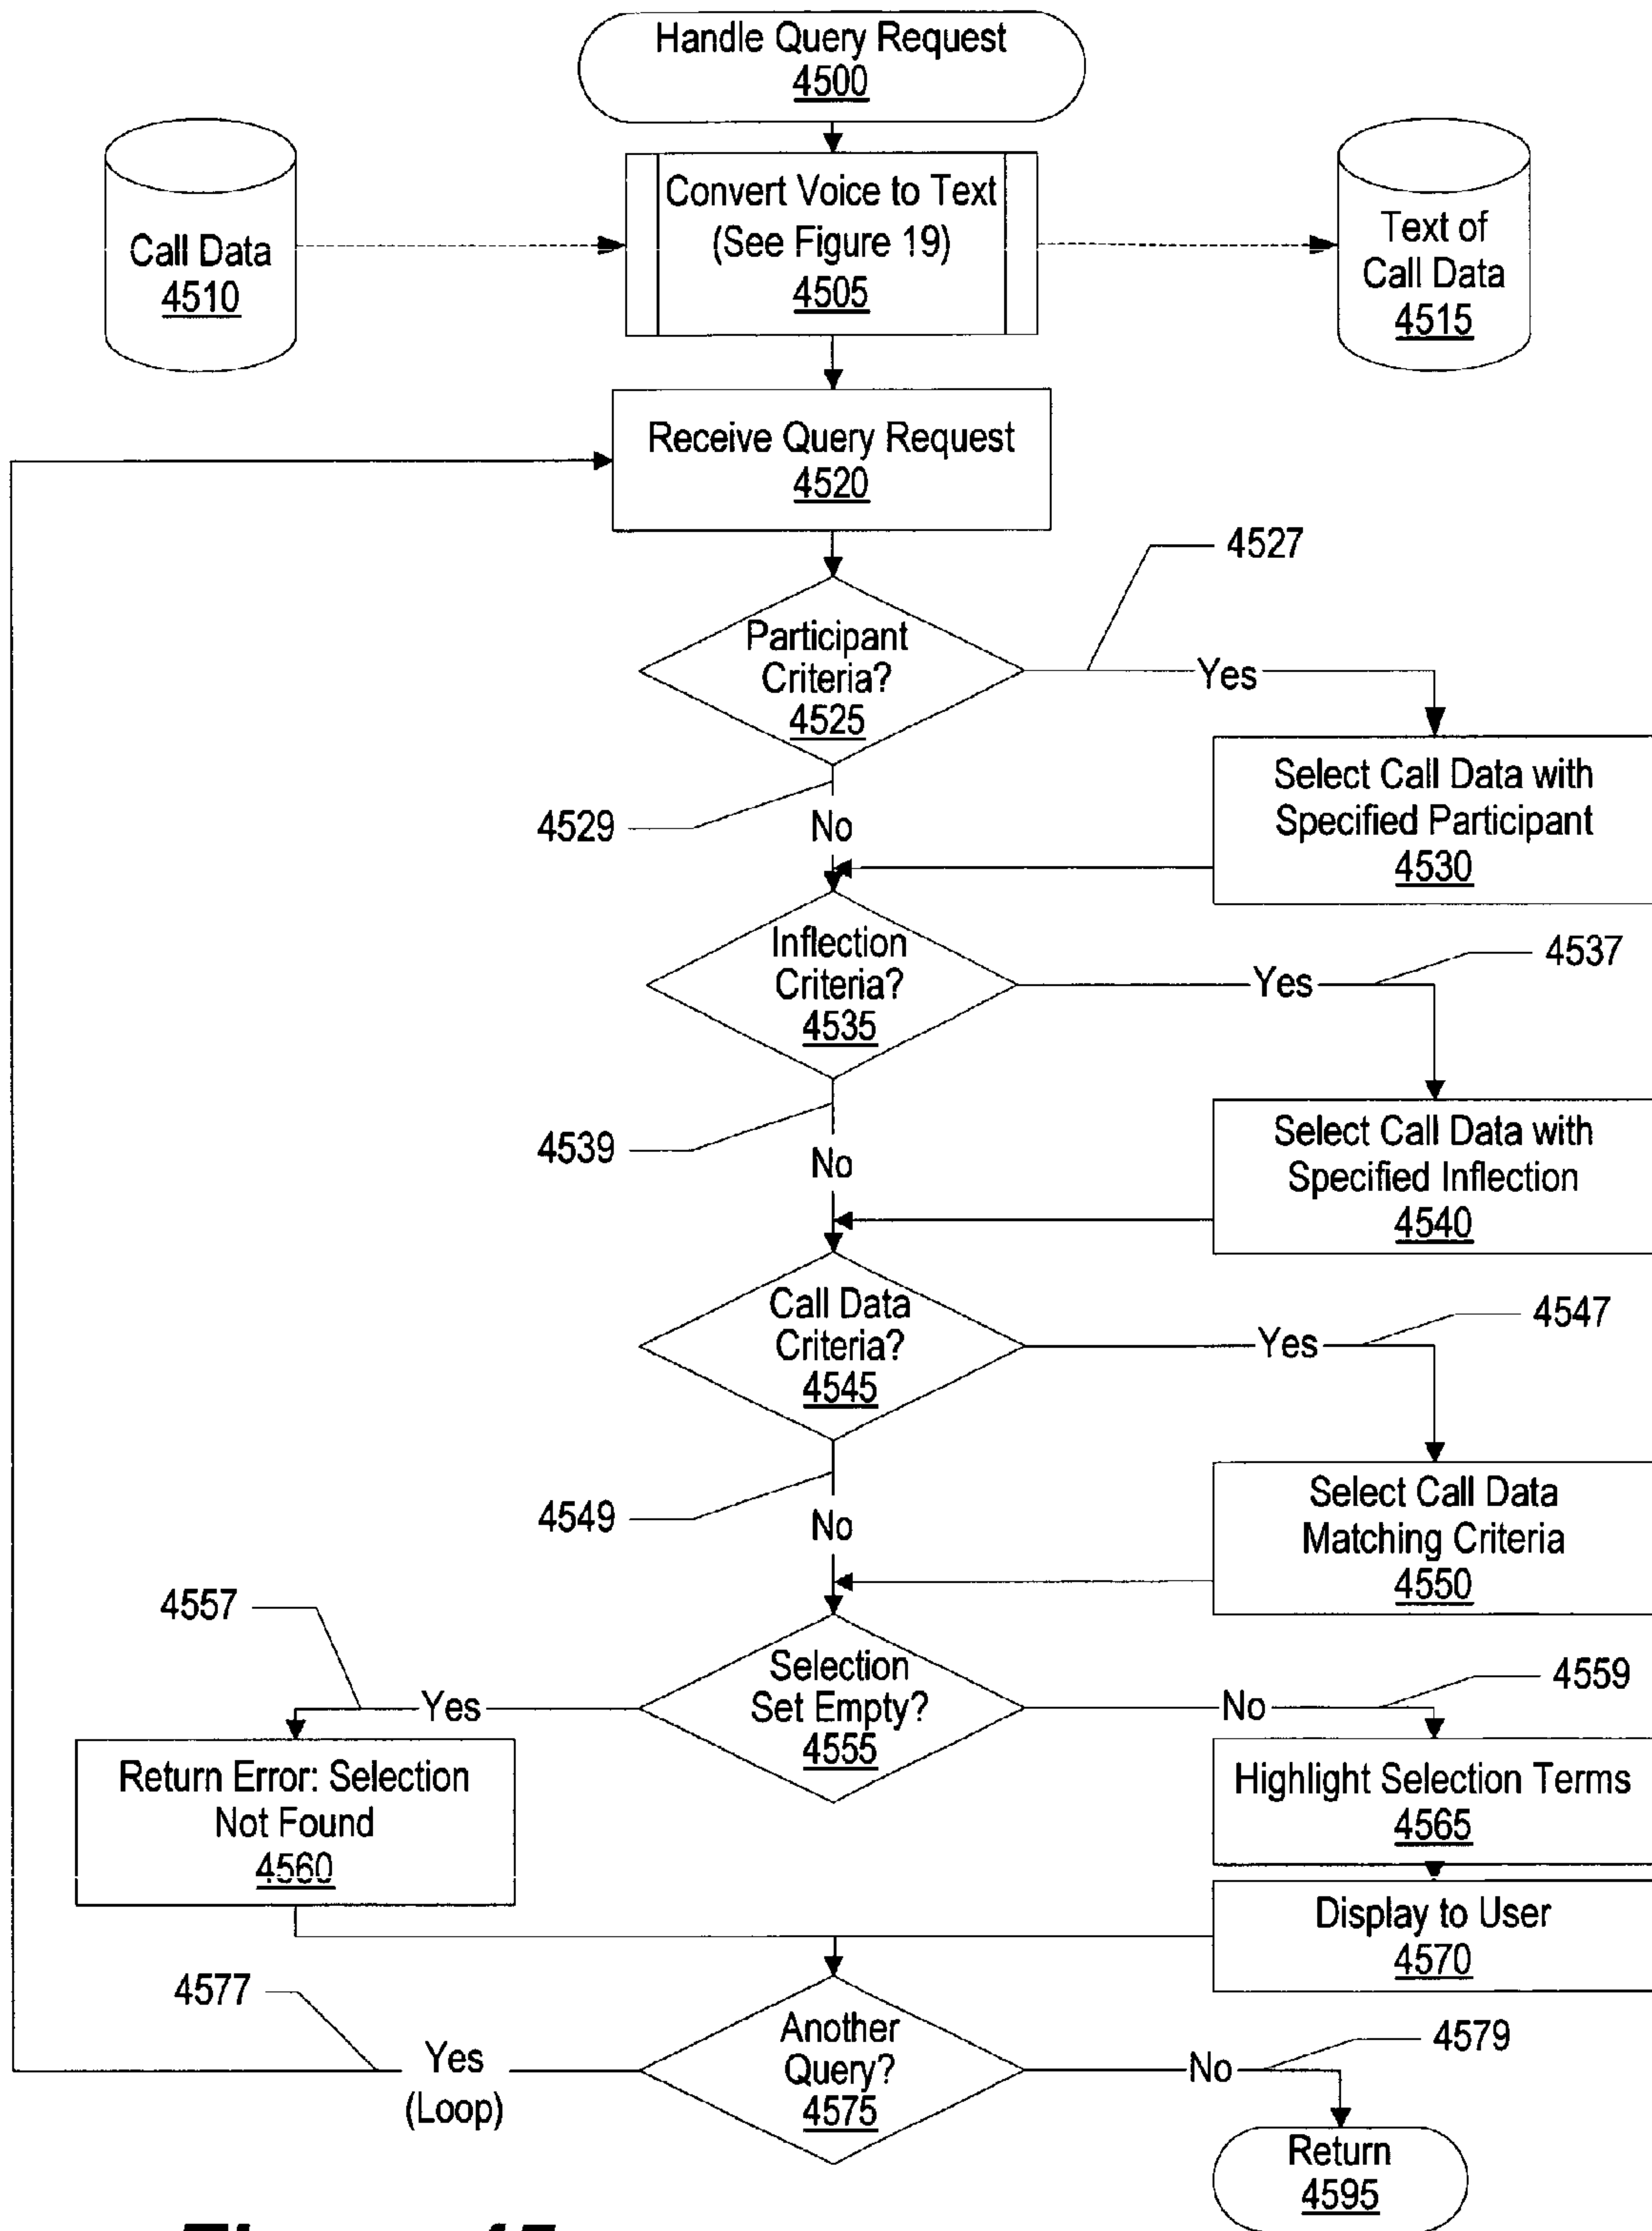 Handle Query Request
4500
Call Data
4510
Convert Voice to Text
(See Figure 19)
4505
Text of
Call Data
4515
Receive Query Request
4520
4527
Participant
Criteria?
4525
Yes
4529
No
Select Call Data with
Specified Participant
4530
Inflection
Criteria?
4535
Yes
4537
4539
No
Select Call Data with
Specified Inflection
4540
Call Data
Criteria?
4545
Yes
4547
4549
No
Select Call Data
Matching Criteria
4550
4557
Yes
Selection
Set Empty?
4555
No
4559
Return Error: Selection
Not Found
4560
Highlight Selection Terms
4565
Display to User
4570
4577
Yes
(Loop)
Another
Query?
4575
No
4579
Return
4595